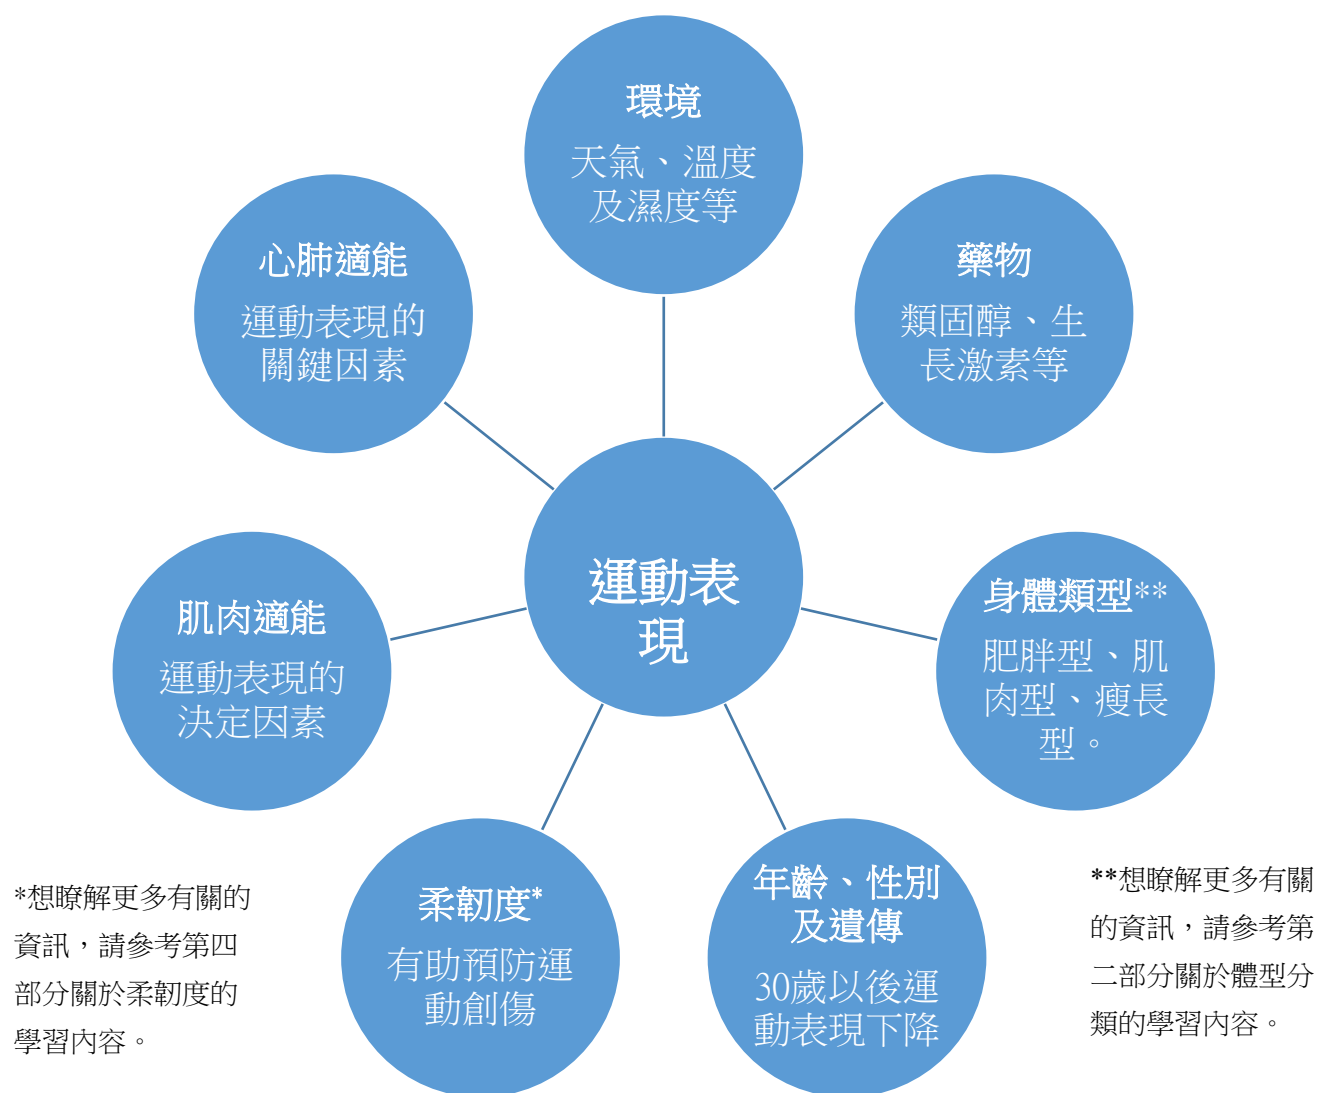 環境
天氣、溫度
及濕度等
藥物
類固醇、生
長激素等
身體類型**
肥胖型、肌
肉型、瘦長
型。
年齡、性別
及遺傳
30歲以後運
動表現下降
柔韌度*
有助預防運
動創傷
肌肉適能
運動表現的
決定因素
心肺適能
運動表現的
關鍵因素
運動表
現
*想瞭解更多有關的
資訊，請參考第四
部分關於柔韌度的
學習內容。
**想瞭解更多有關
的資訊，請參考第
二部分關於體型分
類的學習內容。